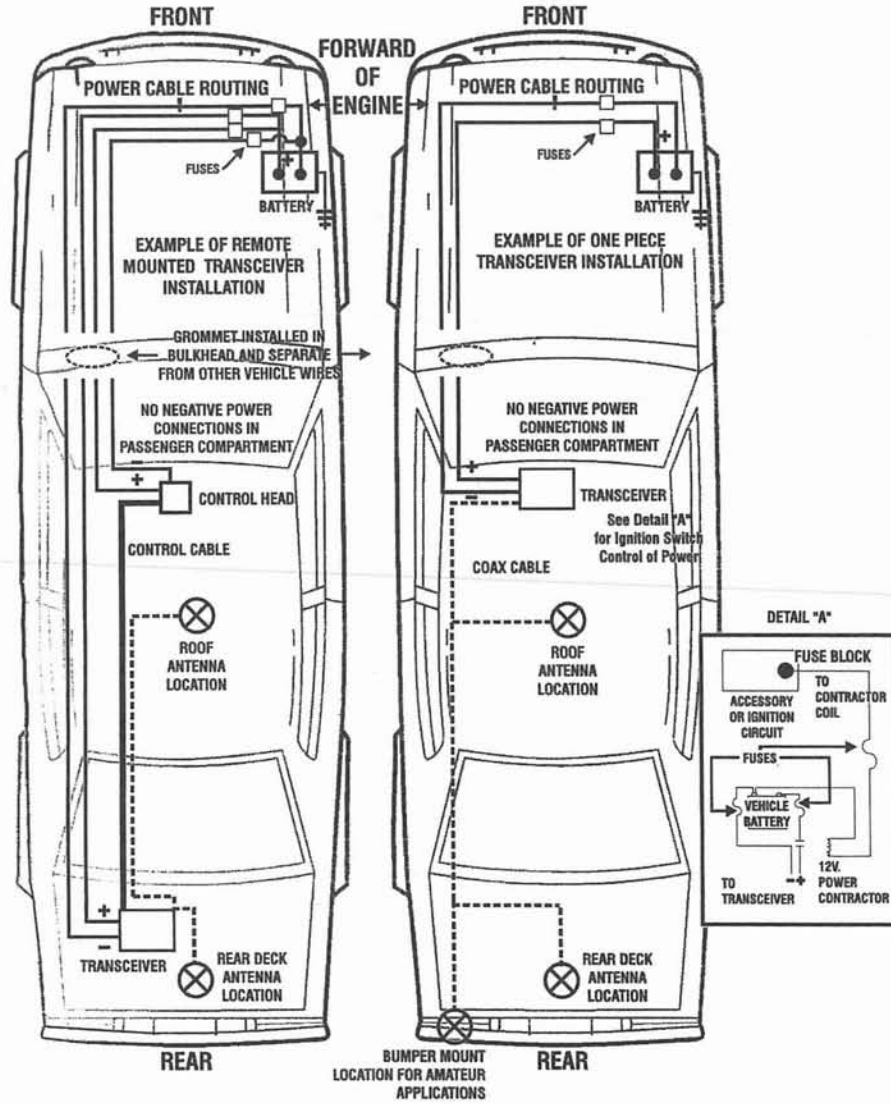 FRONT
POWER CABLE ROUTING
FUSES
+
BATTERY
EXAMPLE OF REMOTE
MOUNTED TRANSCEIVER
INSTALLATION
FORWARD
OF
ENGINE
GROMMET INSTALLED IN
BULKHEAD AND SEPARATE
FROM OTHER VEHICLE WIRES
NO NEGATIVE POWER
CONNECTIONS IN
PASSENGER COMPARTMENT
-
+
CONTROL HEAD
CONTROL CABLE
ROOF
ANTENNA
LOCATION
+
-
TRANSCEIVER
REAR DECK
ANTENNA
LOCATION
REAR
FRONT
POWER CABLE ROUTING
FUSES
+
BATTERY
EXAMPLE OF ONE PIECE
TRANSCEIVER INSTALLATION
NO NEGATIVE POWER
CONNECTIONS IN
PASSENGER COMPARTMENT
+
-
TRANSCEIVER
See Detail "A"
for Ignition Switch
Control of Power
COAX CABLE
ROOF
ANTENNA
LOCATION
REAR DECK
ANTENNA
LOCATION
BUMPER MOUNT
LOCATION FOR AMATEUR
APPLICATIONS
REAR
DETAIL "A"
FUSE BLOCK
TO
CONTRACTOR
COIL
ACCESSORY
OR IGNITION
CIRCUIT
FUSES
VEHICLE
BATTERY
TO
TRANSCEIVER
-+
12V.
POWER
CONTRACTOR